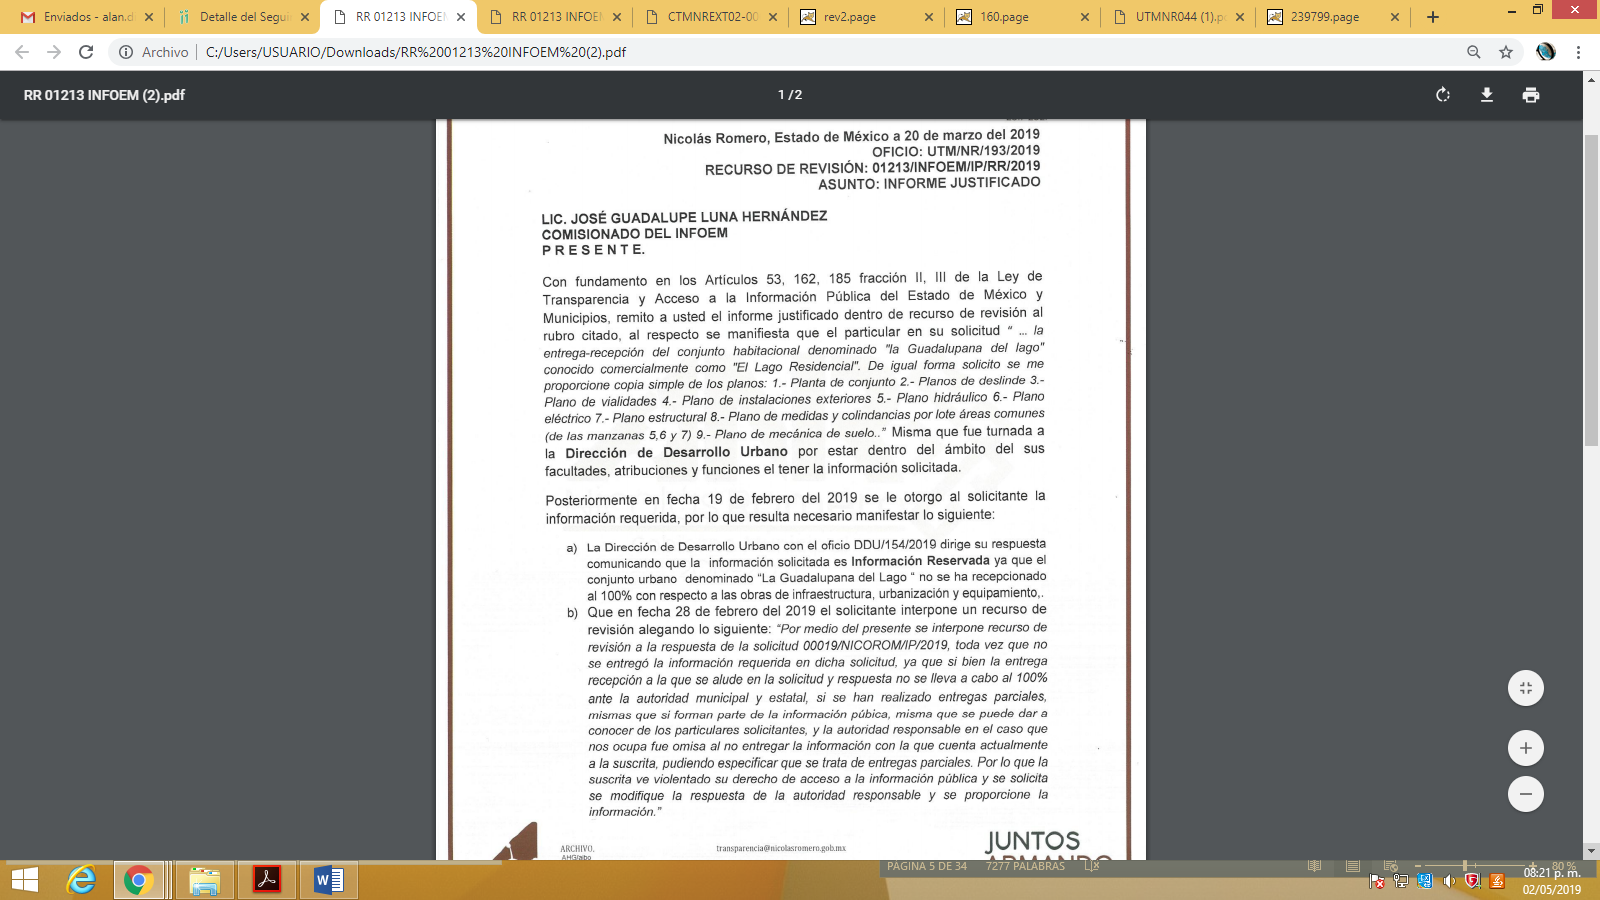 Enviados - alan.d
Detalle del Segui
RR 01213 INFOEM
RR 01213 INFOEM
CTMNREXT02-00
rev2.page
160.page
UTMNR044 (1).p
239799.page
Archivo | C:/Users/USUARIO/Downloads/RR%2001213%20INFOEM%20(2).pdf
RR 01213 INFOEM (2).pdf
1 / 2
Nicolás Romero, Estado de México a 20 de marzo del 2019
OFICIO: UTM/NR/193/2019
RECURSO DE REVISIÓN: 01213/INFOEM/IP/RR/2019
ASUNTO: INFORME JUSTIFICADO
LIC. JOSÉ GUADALUPE LUNA HERNÁNDEZ
COMISIONADO DEL INFOEM
P R E S E N T E.
Con fundamento en los Artículos 53, 162, 185 fracción II, III de la Ley de
Transparencia y Acceso a la Información Pública del Estado de México y
Municipios, remito a usted el informe justificado dentro de recurso de revisión al
rubro citado, al respecto se manifiesta que el particular en su solicitud “ ... la
entrega-recepción del conjunto habitacional denominado "la Guadalupana del lago"
conocido comercialmente como "El Lago Residencial". De igual forma solicito se me
proporcione copia simple de los planos: 1.- Planta de conjunto 2.- Planos de deslinde 3.-
Plano de vialidades 4.- Plano de instalaciones exteriores 5.- Plano hidráulico 6.- Plano
eléctrico 7.- Plano estructural 8.- Plano de medidas y colindancias por lote áreas comunes
(de las manzanas 5,6 y 7) 9.- Plano de mecánica de suelo..” Misma que fue turnada a
la Dirección de Desarrollo Urbano por estar dentro del ámbito del sus
facultades, atribuciones y funciones el tener la información solicitada.
Posteriormente en fecha 19 de febrero del 2019 se le otorgo al solicitante la
información requerida, por lo que resulta necesario manifestar lo siguiente:
a) La Dirección de Desarrollo Urbano con el oficio DDU/154/2019 dirige su respuesta
comunicando que la información solicitada es Información Reservada ya que el
conjunto urbano denominado “La Guadalupana del Lago “ no se ha recepcionado
al 100% con respecto a las obras de infraestructura, urbanización y equipamiento,.
b) Que en fecha 28 de febrero del 2019 el solicitante interpone un recurso de
revisión alegando lo siguiente: “Por medio del presente se interpone recurso de
revisión a la respuesta de la solicitud 00019/NICOROM/IP/2019, toda vez que no
se entregó la información requerida en dicha solicitud, ya que si bien la entrega
recepción a la que se alude en la solicitud y respuesta no se lleva a cabo al 100%
ante la autoridad municipal y estatal, si se han realizado entregas parciales,
mismas que si forman parte de la información púbica, misma que se puede dar a
conocer de los particulares solicitantes, y la autoridad responsable en el caso que
nos ocupa fue omisa al no entregar la información con la que cuenta actualmente
a la suscrita, pudiendo especificar que se trata de entregas parciales. Por lo que la
suscrita ve violentado su derecho de acceso a la información pública y se solicita
se modifique la respuesta de la autoridad responsable y se proporcione la
información.”
ARCHIVO.
AHG/albo
transparencia@nicolasromero.gob.mx
JUNTOS
ARMANDO
PÁGINA 5 DE 34
7277 PALABRAS
80 %
08:21 p. m.
02/05/2019